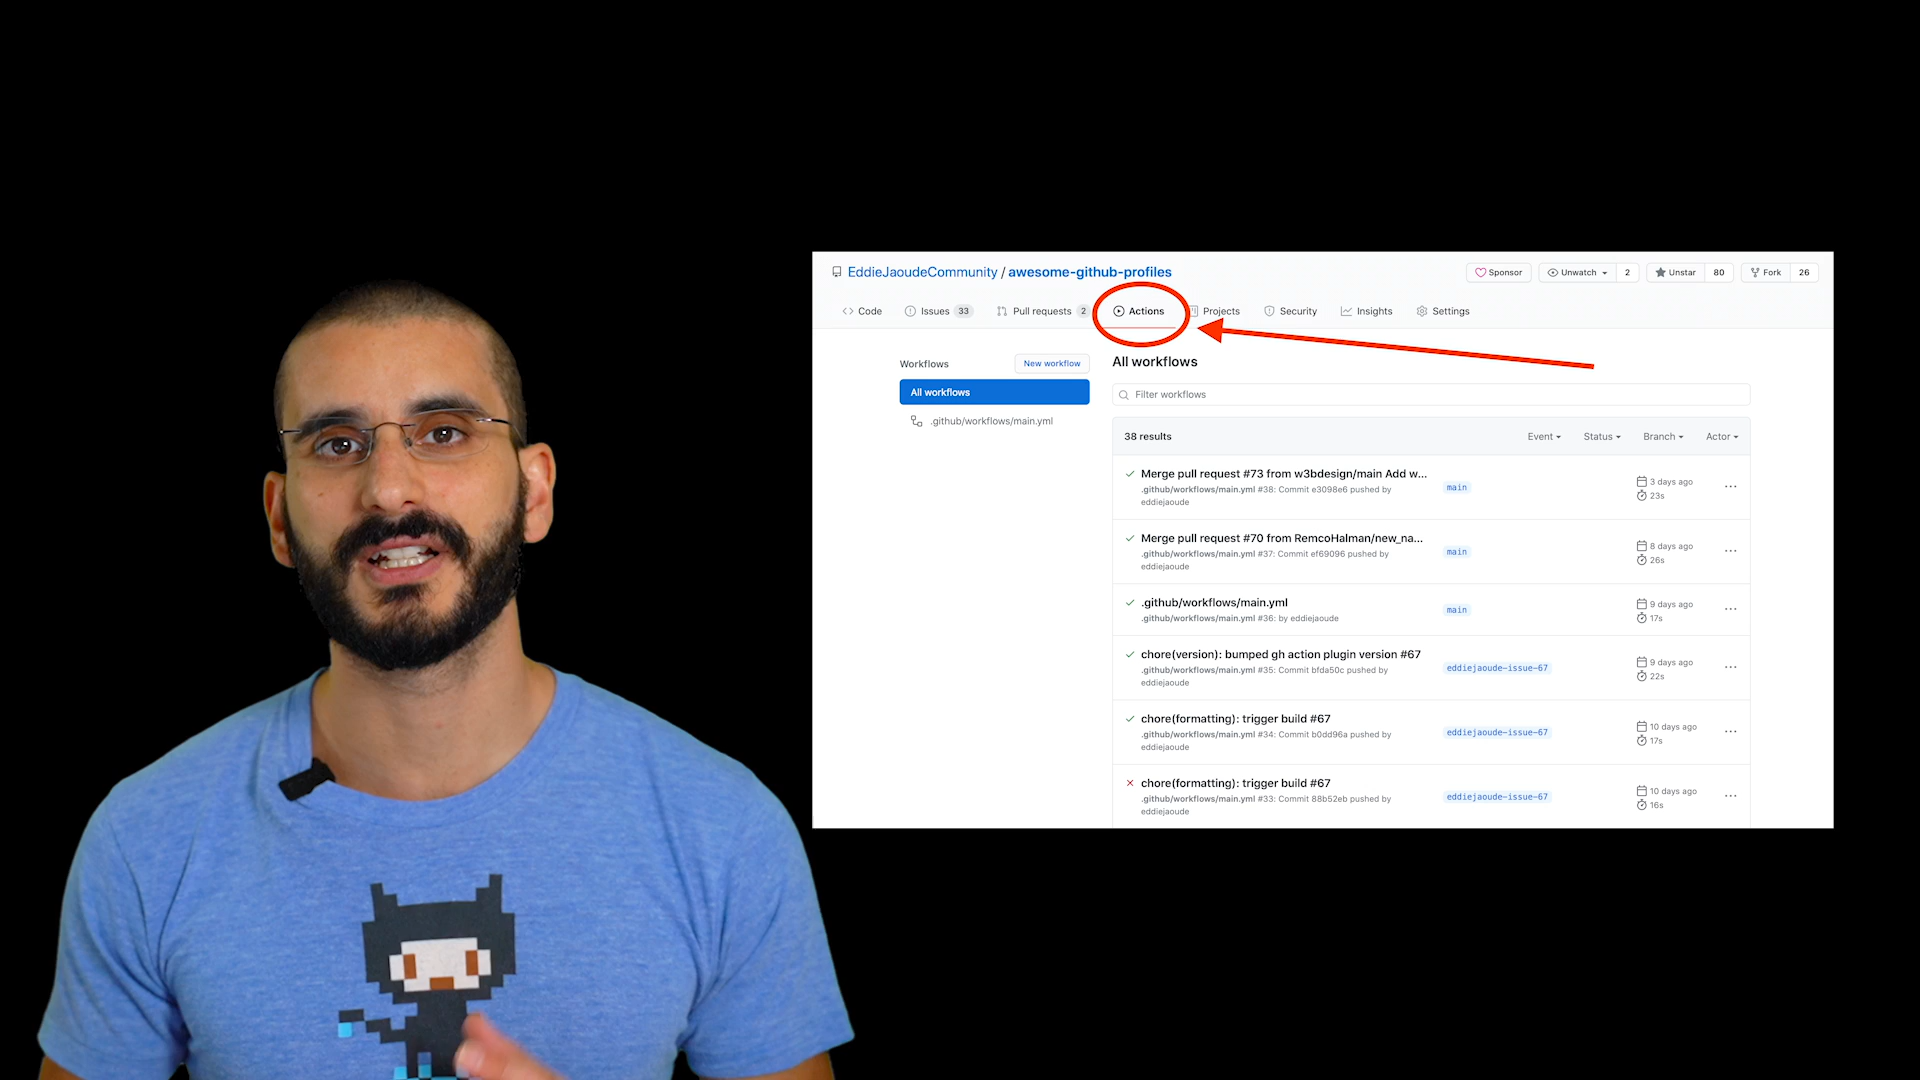 EddieJaoudeCommunity / awesome-github-profiles
Sponsor Unwatch 2 Unstar 80 Fork 26
Code Issues 33 Pull requests 2 Actions Projects Security Insights Settings
Workflows New workflow
All workflows
.github/workflows/main.yml
All workflows
Filter workflows
38 results Event Status Branch Actor
Merge pull request #73 from w3bdesign/main Add w...
.github/workflows/main.yml #38: Commit e3098e6 pushed by
eddiejaoude
main
3 days ago
23s
Merge pull request #70 from RemcoHalman/new_na...
.github/workflows/main.yml #37: Commit ef69096 pushed by
eddiejaoude
main
8 days ago
26s
.github/workflows/main.yml
.github/workflows/main.yml #36: by eddiejaoude
main
9 days ago
17s
chore(version): bumped gh action plugin version #67
.github/workflows/main.yml #35: Commit bfda50c pushed by
eddiejaoude
eddiejaoude-issue-67
9 days ago
22s
chore(formatting): trigger build #67
.github/workflows/main.yml #34: Commit b0dd96a pushed by
eddiejaoude
eddiejaoude-issue-67
10 days ago
17s
chore(formatting): trigger build #67
.github/workflows/main.yml #33: Commit 88b52eb pushed by
eddiejaoude
eddiejaoude-issue-67
10 days ago
16s